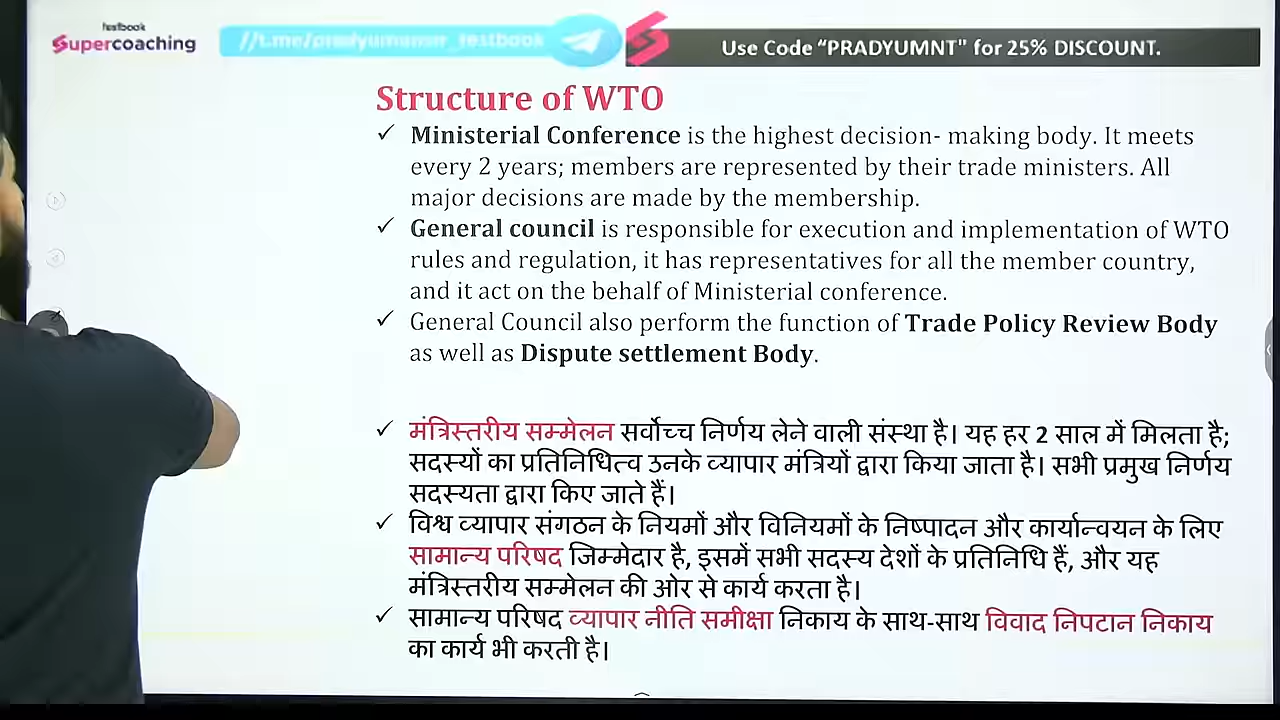 testbook
Supercoaching
//t.me/pradyumansir_testbook
Use Code “PRADYUMNT" for 25% DISCOUNT.
Structure of WTO
✓ Ministerial Conference is the highest decision- making body. It meets
every 2 years; members are represented by their trade ministers. All
major decisions are made by the membership.
✓ General council is responsible for execution and implementation of WTO
rules and regulation, it has representatives for all the member country,
and it act on the behalf of Ministerial conference.
✓ General Council also perform the function of Trade Policy Review Body
as well as Dispute settlement Body.
✓ मंत्रिस्तरीय सम्मेलन सर्वोच्च निर्णय लेने वाली संस्था है। यह हर 2 साल में मिलता है;
सदस्यों का प्रतिनिधित्व उनके व्यापार मंत्रियों द्वारा किया जाता है। सभी प्रमुख निर्णय
सदस्यता द्वारा किए जाते हैं।
✓ विश्व व्यापार संगठन के नियमों और विनियमों के निष्पादन और कार्यान्वयन के लिए
सामान्य परिषद जिम्मेदार है, इसमें सभी सदस्य देशों के प्रतिनिधि हैं, और यह
मंत्रिस्तरीय सम्मेलन की ओर से कार्य करता है।
✓ सामान्य परिषद व्यापार नीति समीक्षा निकाय के साथ-साथ विवाद निपटान निकाय
का कार्य भी करती है।